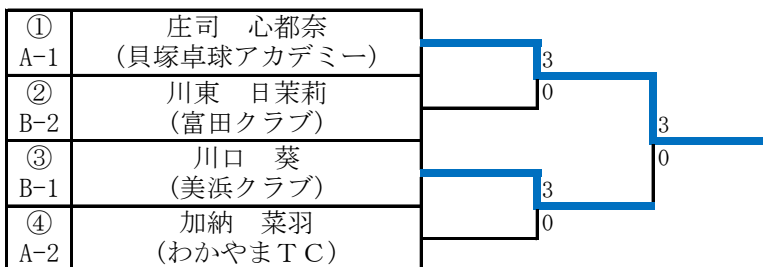 ① 庄司　心都奈
A-1 (貝塚卓球アカデミー)
3
0
② 川東　日茉莉
B-2 (富田クラブ)
3
0
③ 川口　葵
B-1 (美浜クラブ)
3
0
④ 加納　菜羽
A-2 (わかやまＴＣ)